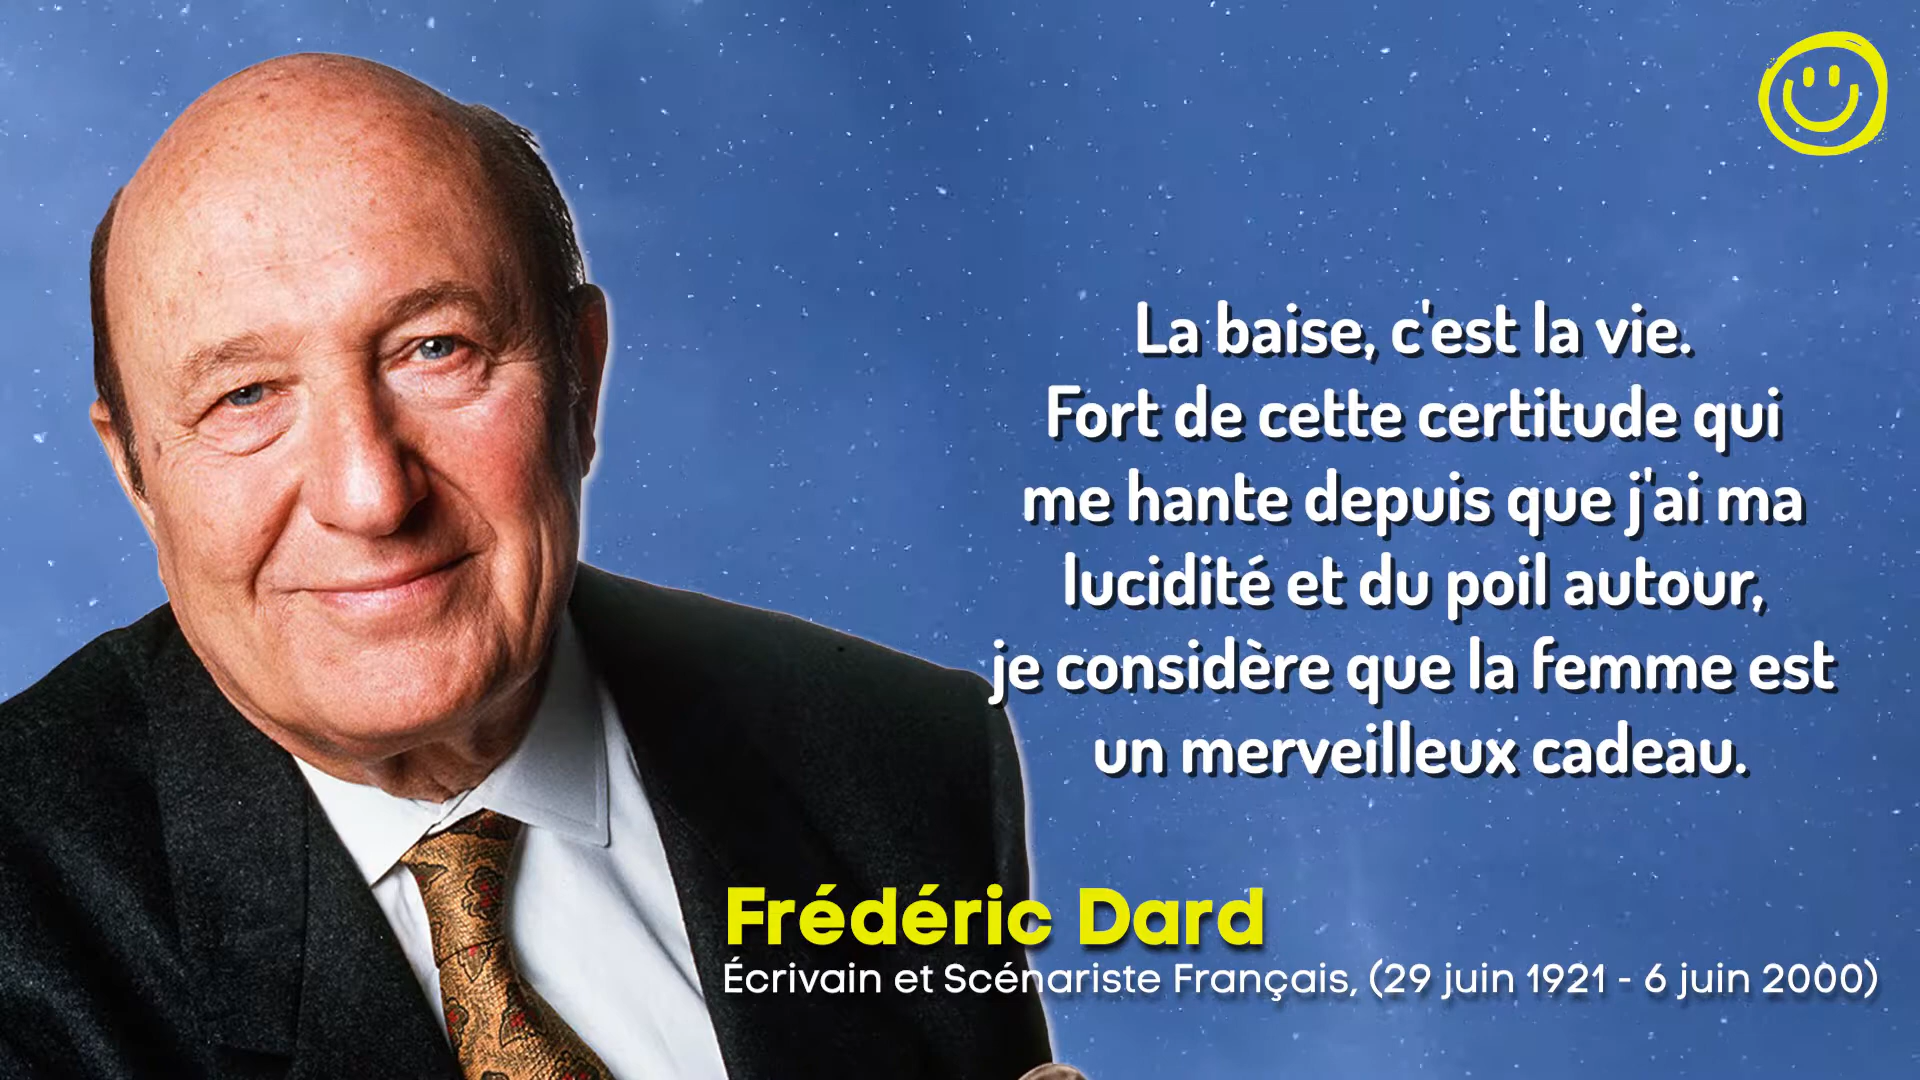 La baise, c'est la vie.
Fort de cette certitude qui
me hante depuis que j'ai ma
lucidité et du poil autour,
je considère que la femme est
un merveilleux cadeau.
Frédéric Dard
Écrivain et Scénariste Français, (29 juin 1921 - 6 juin 2000)